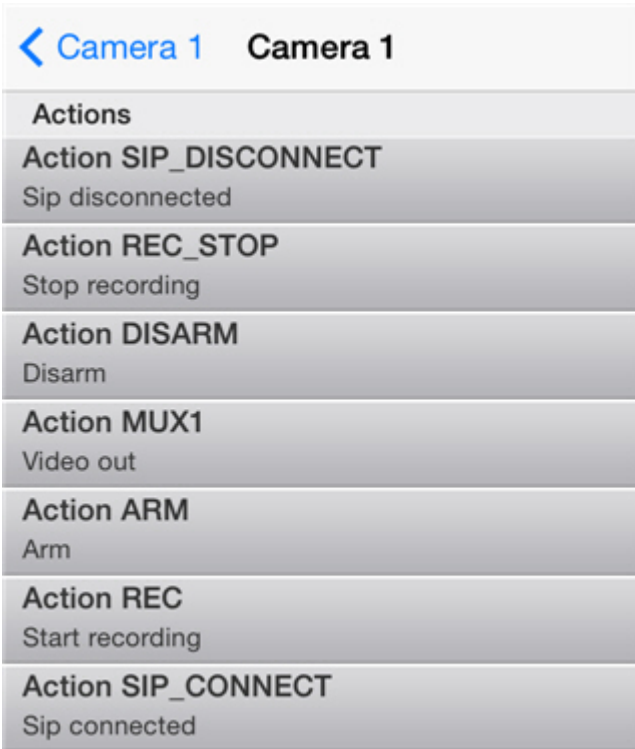 Camera 1 Camera 1
Actions
Action SIP_DISCONNECT
Sip disconnected
Action REC_STOP
Stop recording
Action DISARM
Disarm
Action MUX1
Video out
Action ARM
Arm
Action REC
Start recording
Action SIP_CONNECT
Sip connected